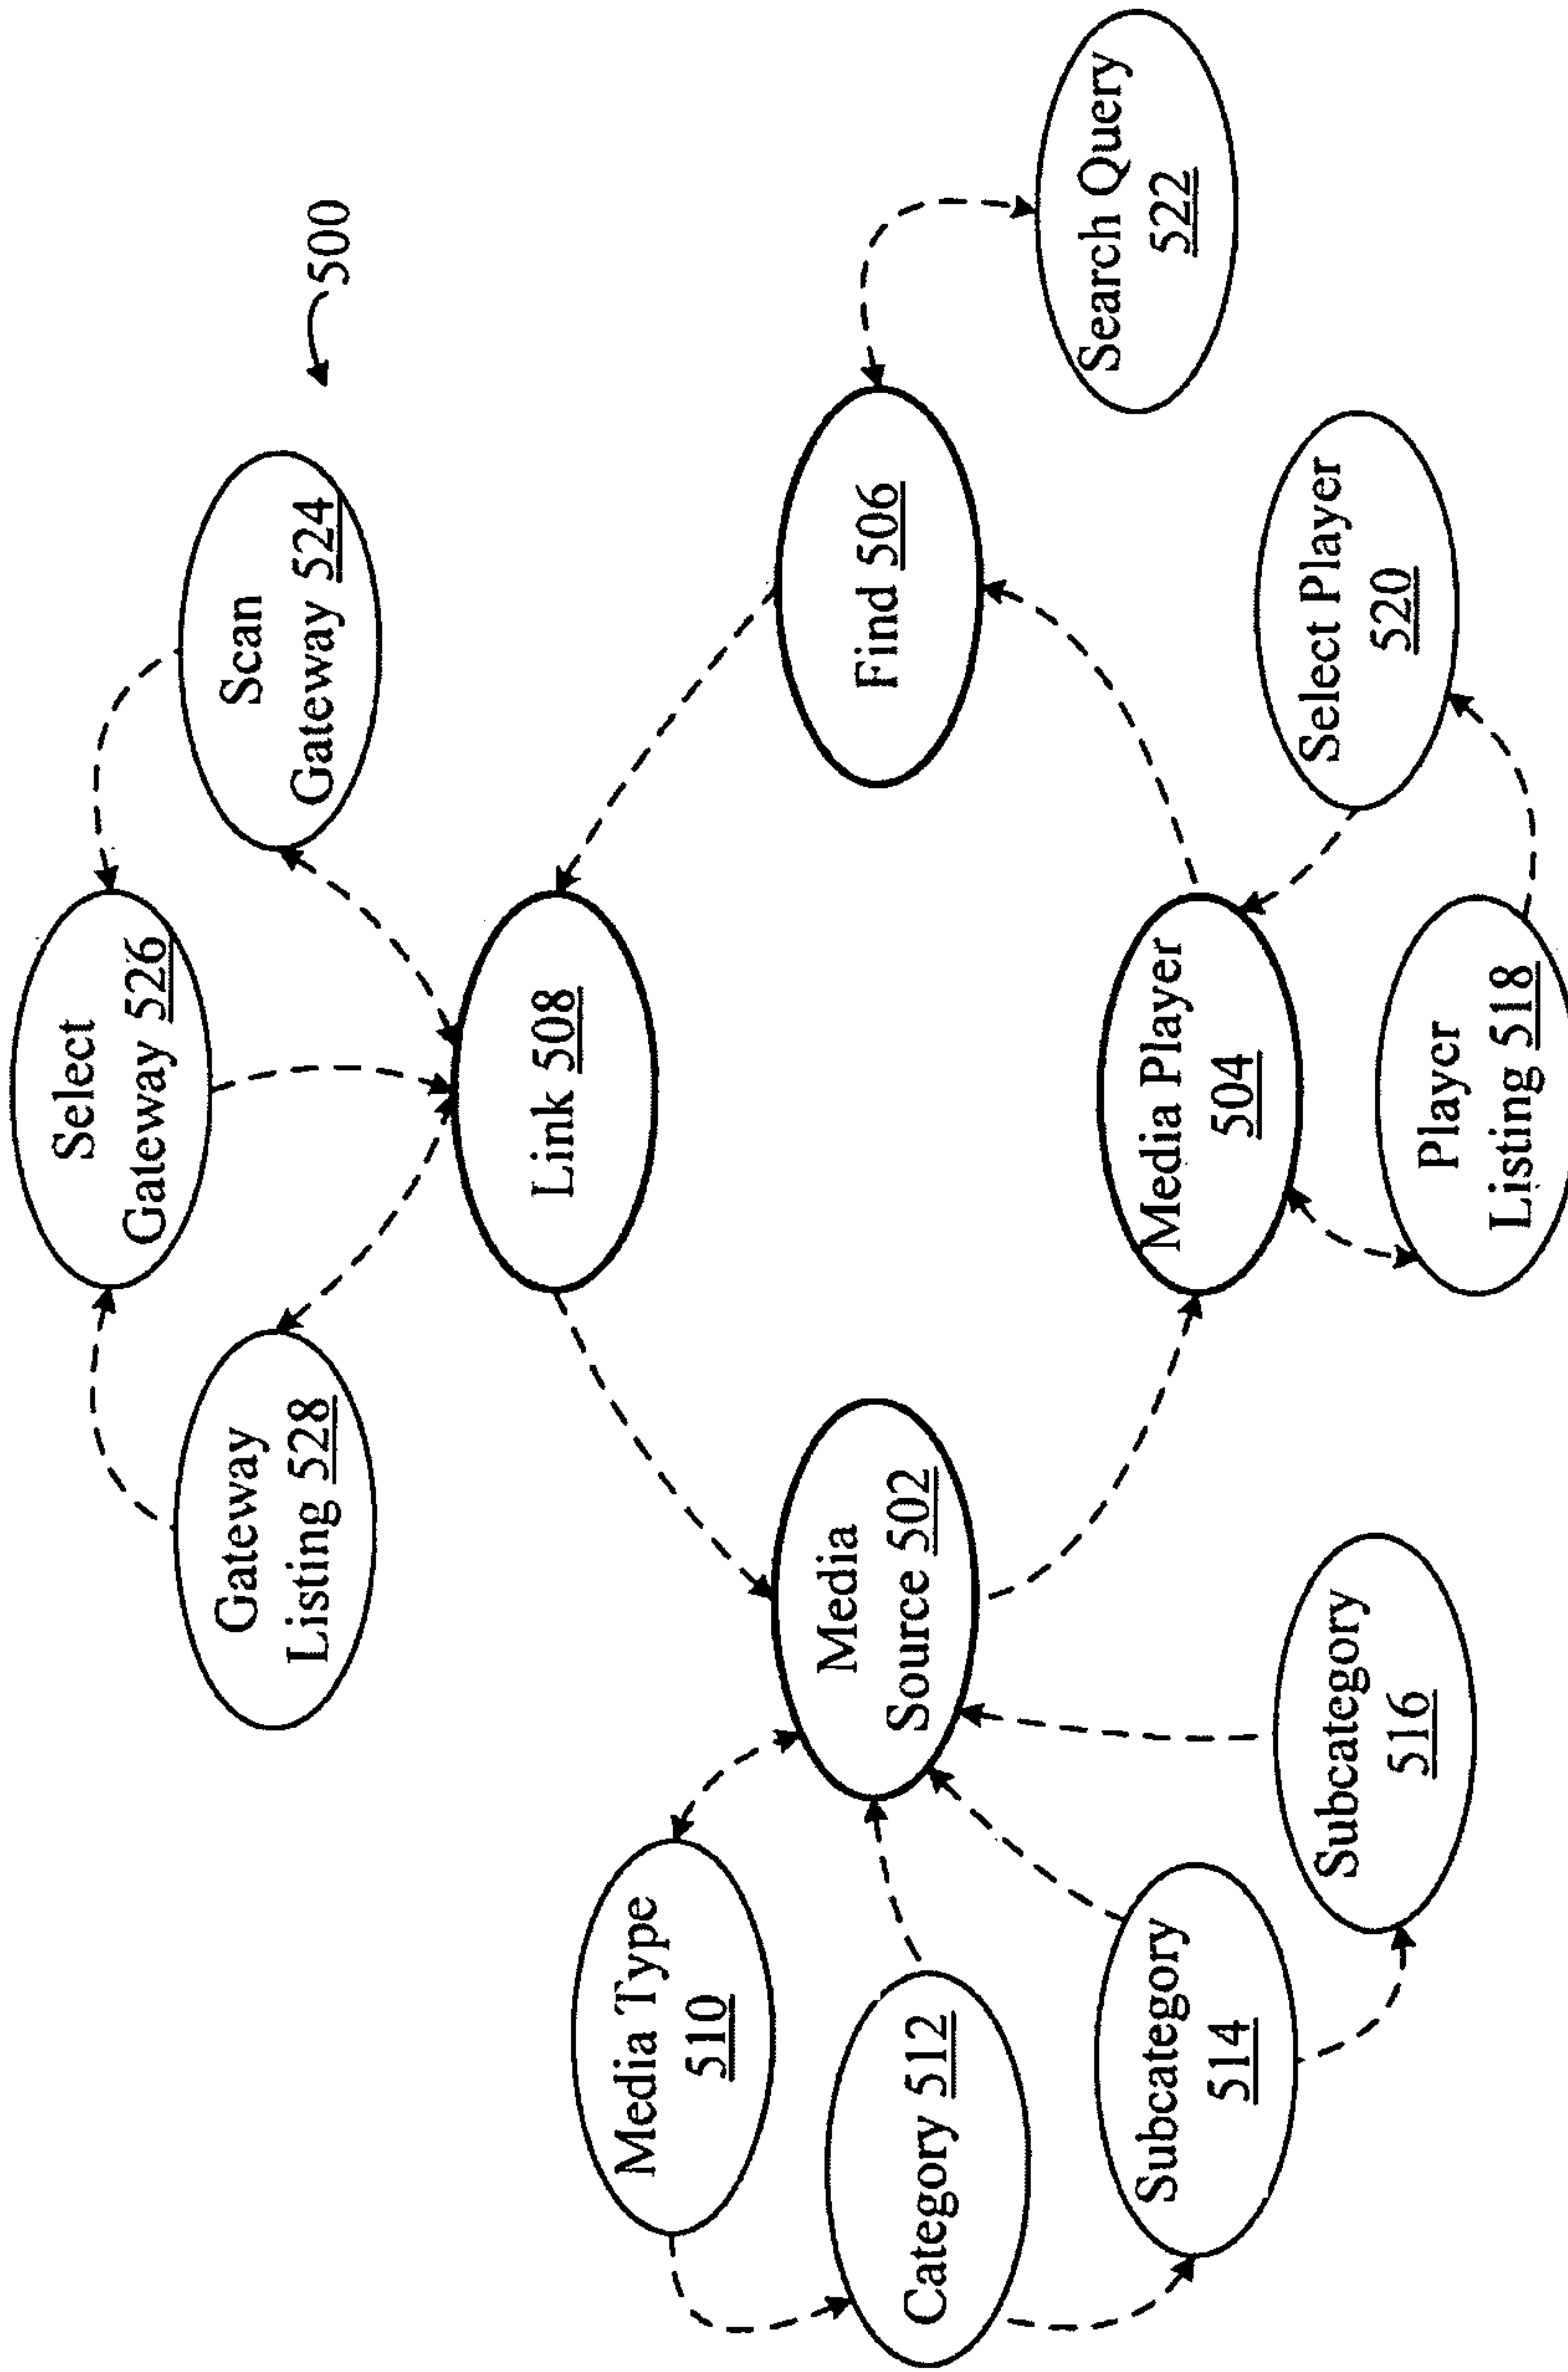 Select
Gateway 526
Gateway
Listing 528
Scan
Gateway 524
500
Link 508
Media Type
510
Media
Source 502
Find 506
Category 512
Search Query
522
Subcategory
514
Media Player
504
Subcategory
516
Select Player
520
Player
Listing 518